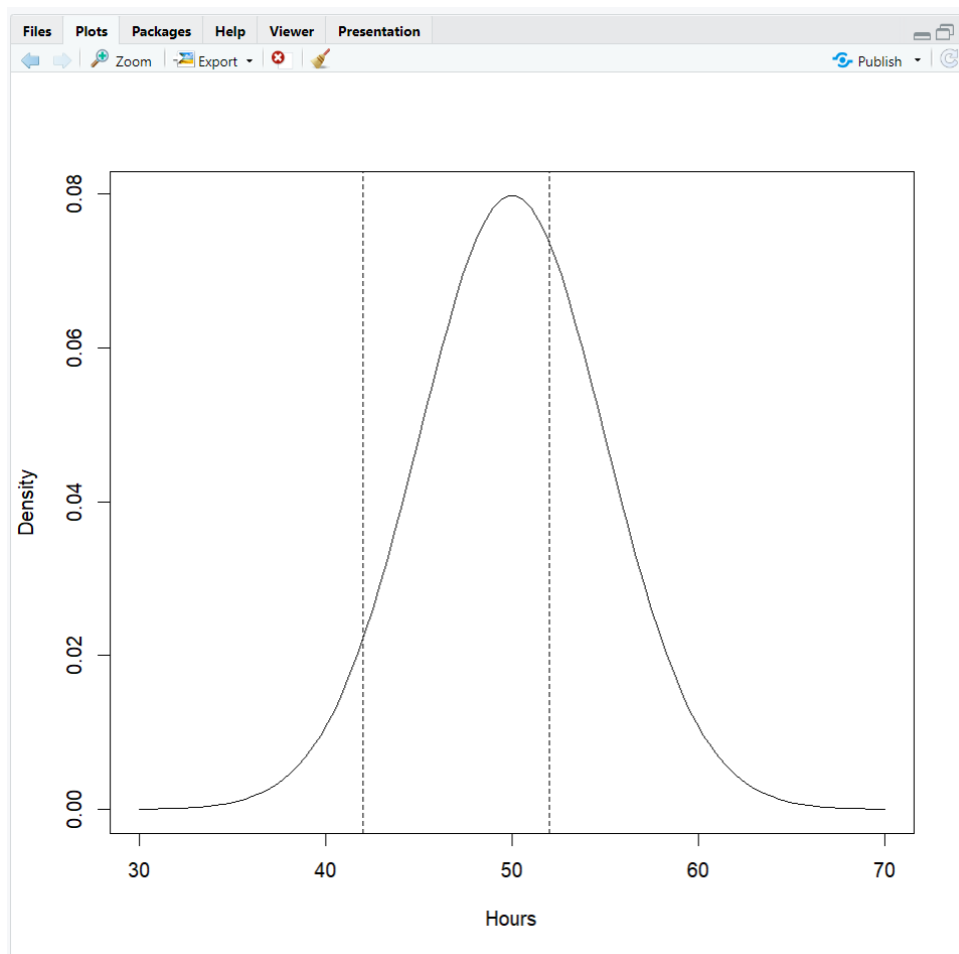 Files Plots Packages Help Viewer Presentation
Zoom Export Publish
0.08
0.06
0.04
0.02
0.00
Density
30 40 50 60 70
Hours